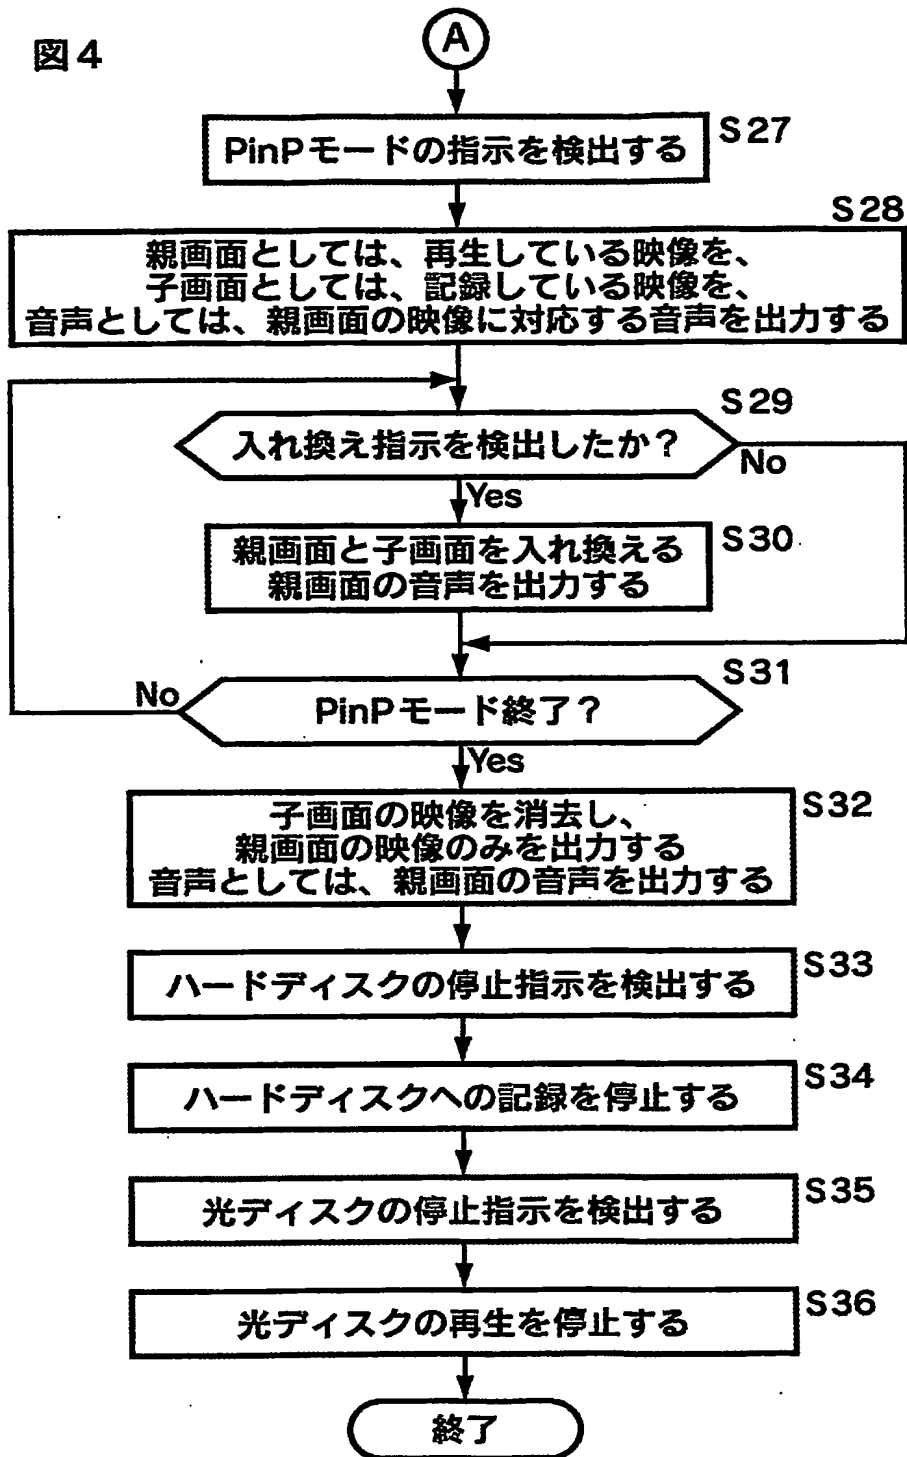 図4
A
S27
PinPモードの指示を検出する
S28
親画面としては、再生している映像を、
子画面としては、記録している映像を、
音声としては、親画面の映像に対応する音声を出力する
S29
入れ換え指示を検出したか？
No
Yes
S30
親画面と子画面を入れ換える
親画面の音声を出力する
S31
No
PinPモード終了？
Yes
S32
子画面の映像を消去し、
親画面の映像のみを出力する
音声としては、親画面の音声を出力する
S33
ハードディスクの停止指示を検出する
S34
ハードディスクへの記録を停止する
S35
光ディスクの停止指示を検出する
S36
光ディスクの再生を停止する
終了